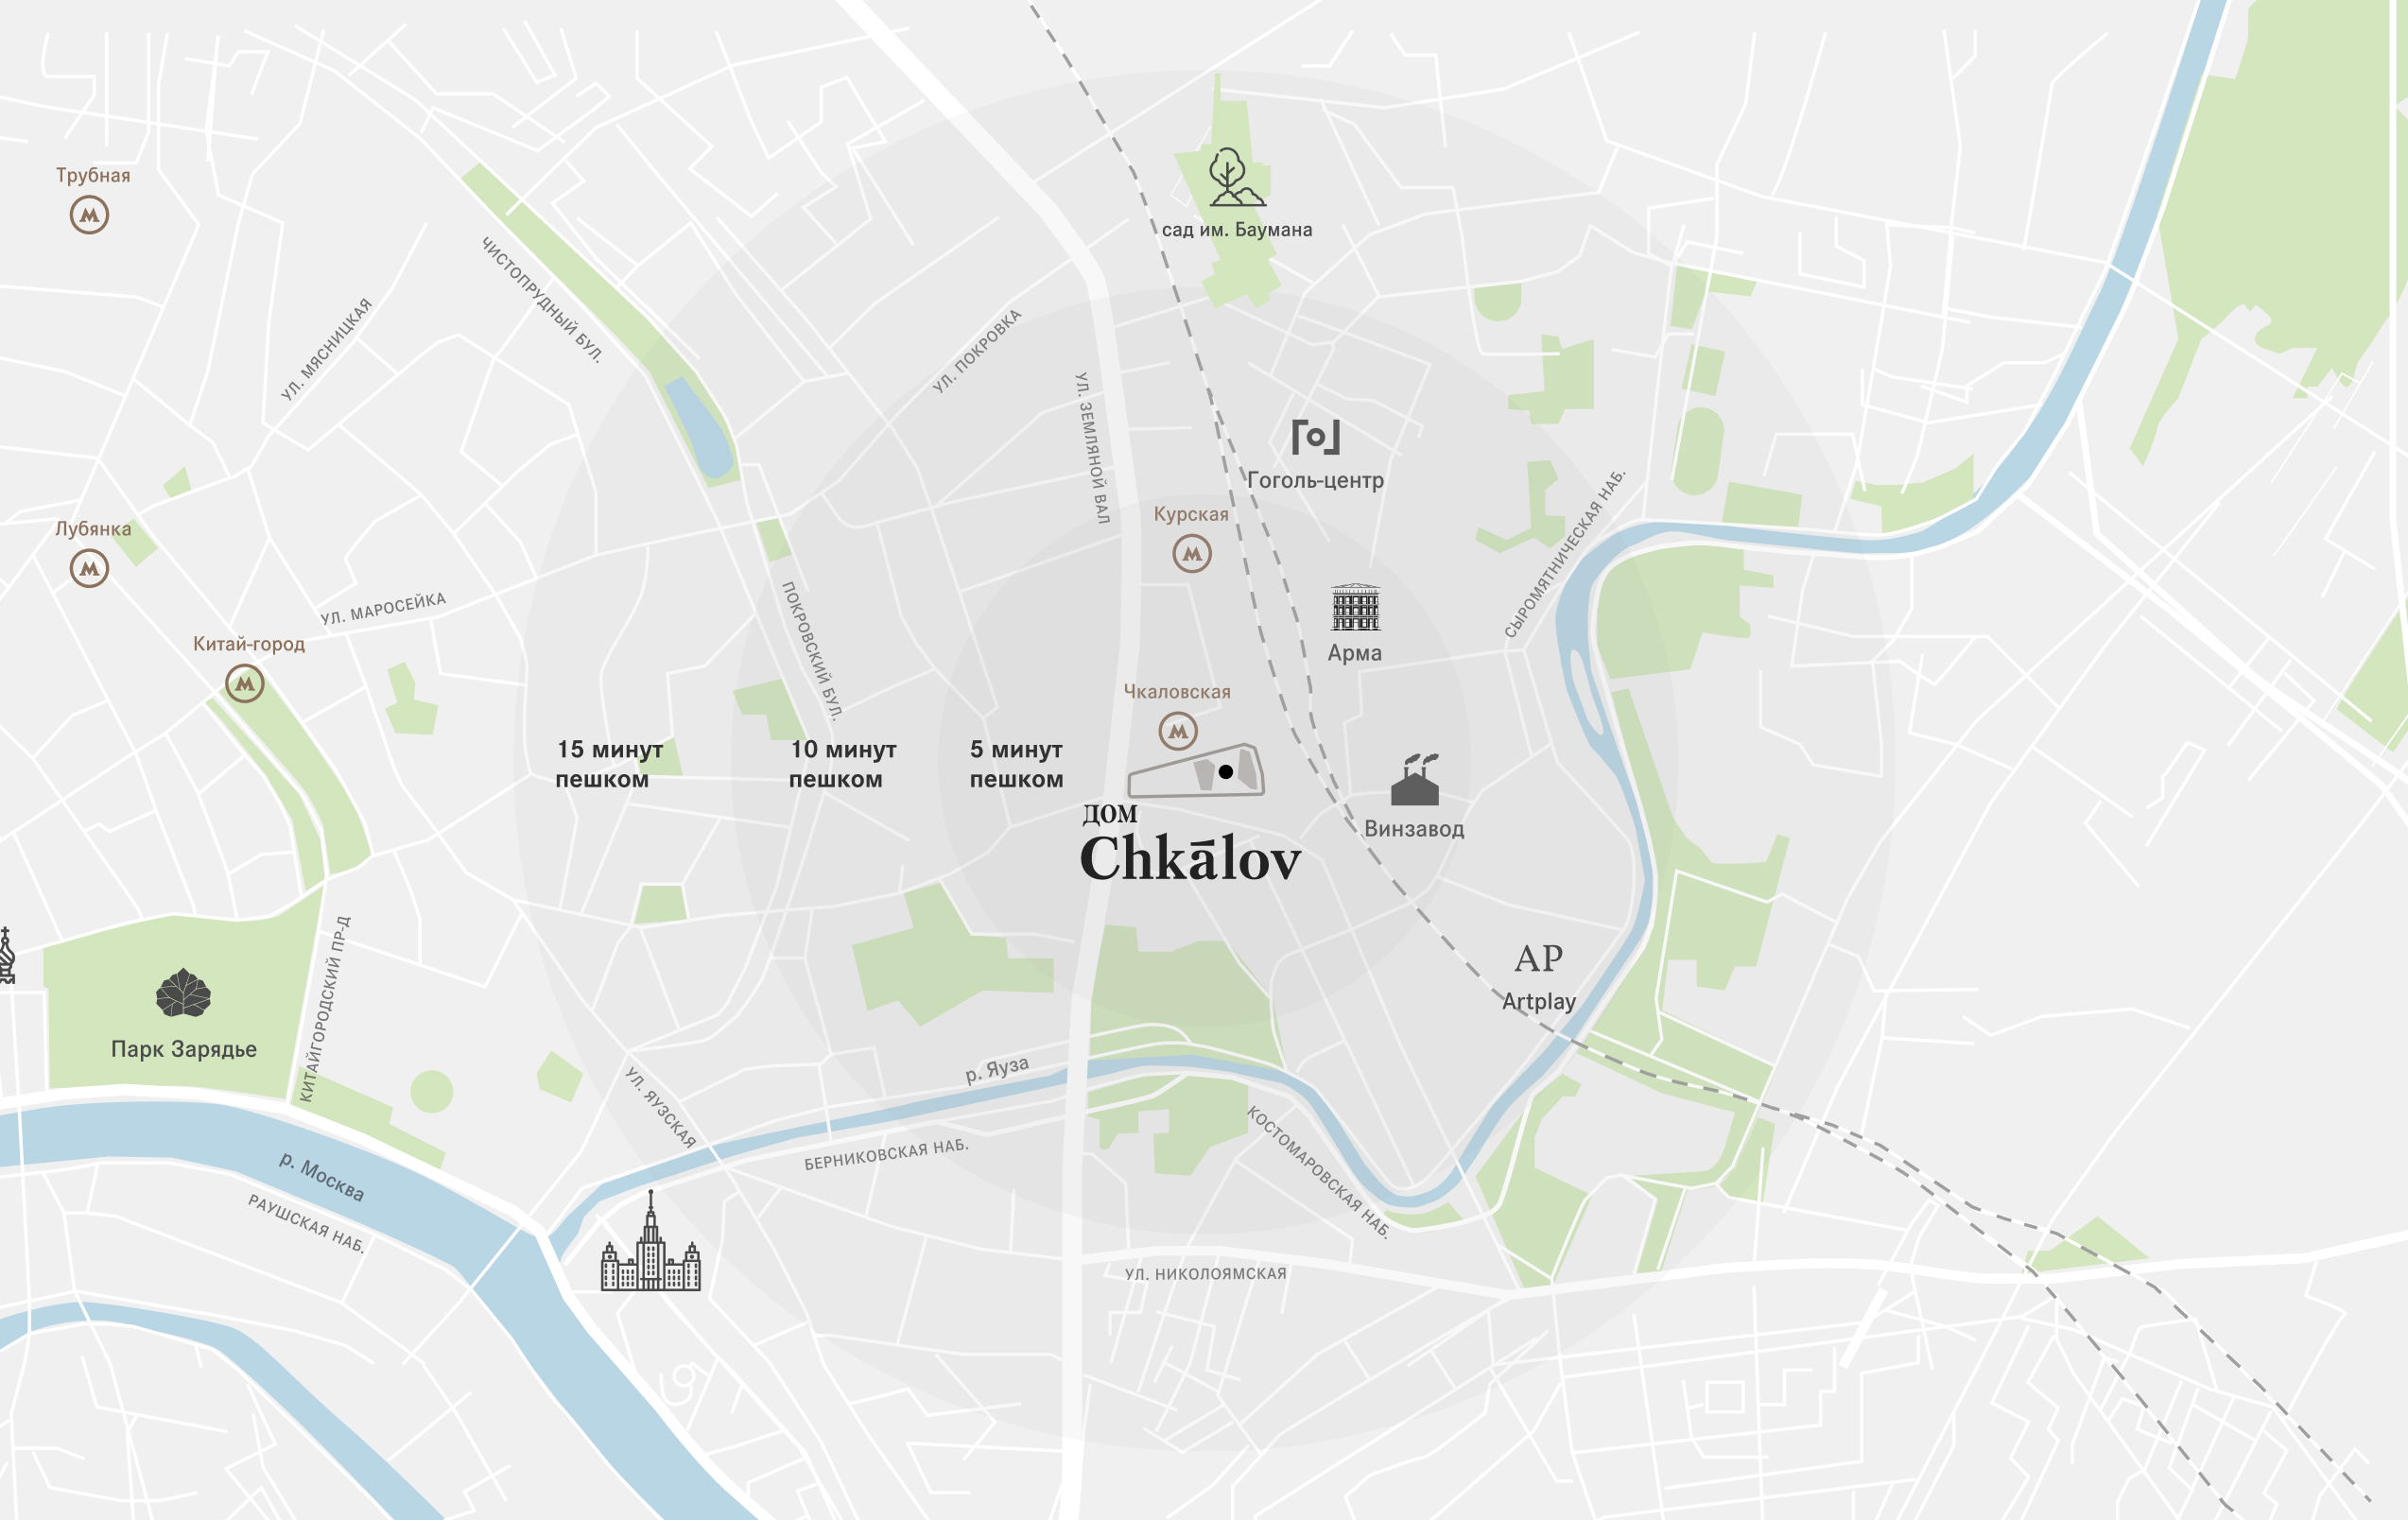 Трубная
сад им. Баумана
ЧИСТОПРУДНЫЙ БУЛ.
УЛ. МЯСНИЦКАЯ
УЛ. ПОКРОВКА
УЛ. ЗЕМЛЯНОЙ ВАЛ
Гоголь-центр
СЫРОМЯТНИЧЕСКАЯ НАБ.
Курская
Лубянка
УЛ. МАРОСЕЙКА
ПОКРОВСКИЙ БУЛ.
Арма
Китай-город
Чкаловская
15 минут
пешком
10 минут
пешком
5 минут
пешком
ДОМ
Chkālov
Винзавод
AP
Artplay
КИТАЙГОРОДСКИЙ ПР-Д
Парк Зарядье
р. Яуза
УЛ. ЯУЗСКАЯ
БЕРНИКОВСКАЯ НАБ.
КОСТОМАРОВСКАЯ НАБ.
р. Москва
РАУШСКАЯ НАБ.
УЛ. НИКОЛОЯМСКАЯ